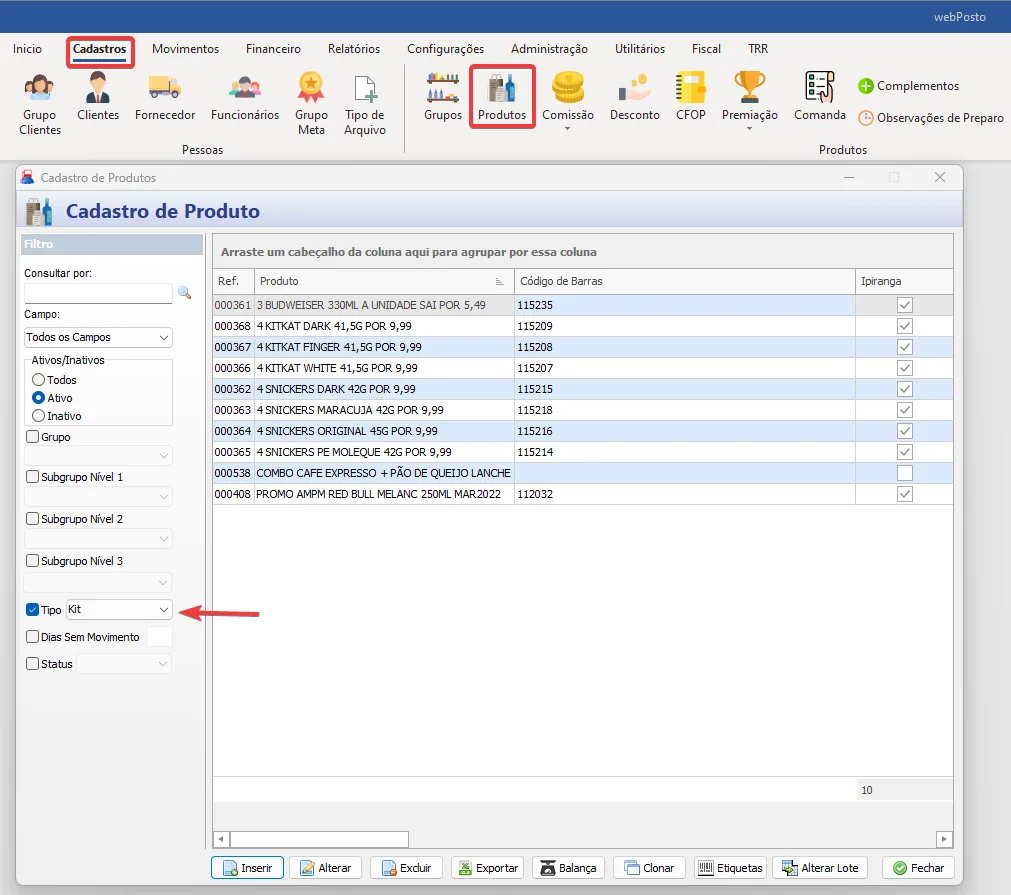 webPosto
Inicio Cadastros Movimentos Financeiro Relatórios Configurações Administração Utilitários Fiscal TRR
Grupo Clientes Clientes Fornecedor Funcionários Grupo Meta Tipo de Arquivo Grupos Produtos Comissão Desconto CFOP Premiação Comanda Complementos
Observações de Preparo
Pessoas Produtos
Cadastro de Produtos
Cadastro de Produto
Filtro
Consultar por:
Campo:
Todos os Campos
Ativos/Inativos
Todos
Ativo
Inativo
Grupo
Subgrupo Nível 1
Subgrupo Nível 2
Subgrupo Nível 3
Tipo Kit
Dias Sem Movimento
Status
Arraste um cabeçalho da coluna aqui para agrupar por essa coluna
Ref. Produto Código de Barras Ipiranga
000361 3 BUDWEISER 330ML A UNIDADE SAI POR 5,49 115235
000368 4 KITKAT DARK 41,5G POR 9,99 115209
000367 4 KITKAT FINGER 41,5G POR 9,99 115208
000366 4 KITKAT WHITE 41,5G POR 9,99 115207
000362 4 SNICKERS DARK 42G POR 9,99 115215
000363 4 SNICKERS MARACUJA 42G POR 9,99 115218
000364 4 SNICKERS ORIGINAL 45G POR 9,99 115216
000365 4 SNICKERS PE MOLEQUE 42G POR 9,99 115214
000538 COMBO CAFE EXPRESSO + PÃO DE QUEIJO LANCHE
000408 PROMO AMPM RED BULL MELANC 250ML MAR2022 112032
10
Inserir Alterar Excluir Exportar Balança Clonar Etiquetas Alterar Lote Fechar